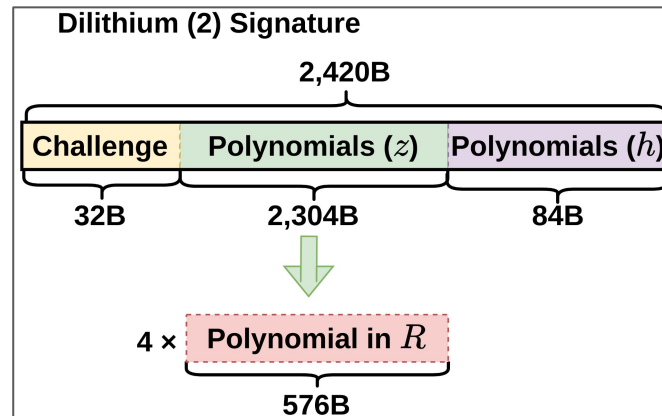 Dilithium (2) Signature
2,420B
Challenge Polynomials (z) Polynomials (h)
32B 2,304B 84B
4 × Polynomial in R
576B